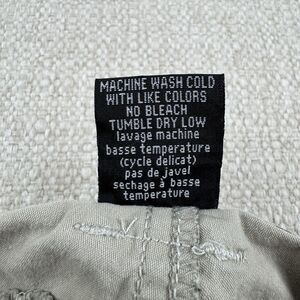 MACHINE WASH COLD
WITH LIKE COLORS
NO BLEACH
TUMBLE DRY LOW
lavage machine
basse temperature
(cycle delicat)
pas de javel
sechage à basse
temperature